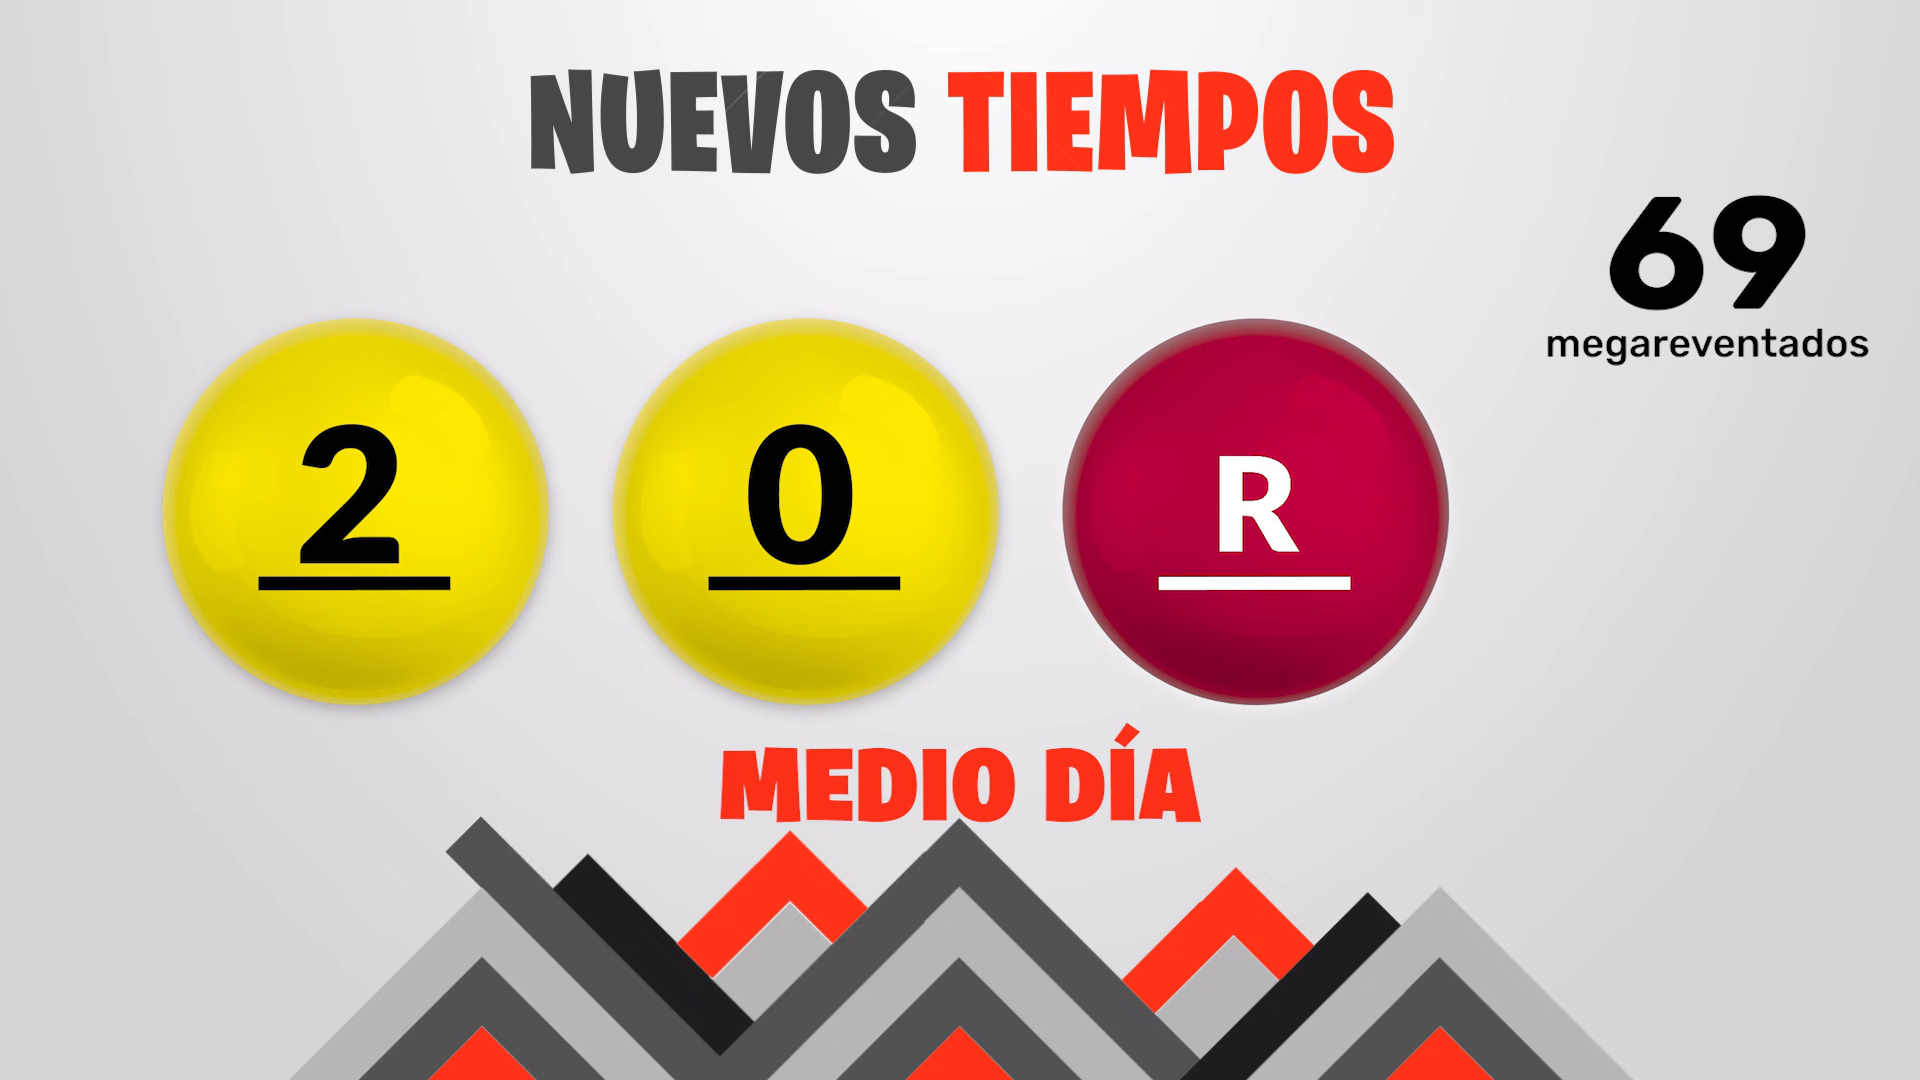 NUEVOS TIEMPOS
69
megareventados
2 0 R
MEDIO DÍA